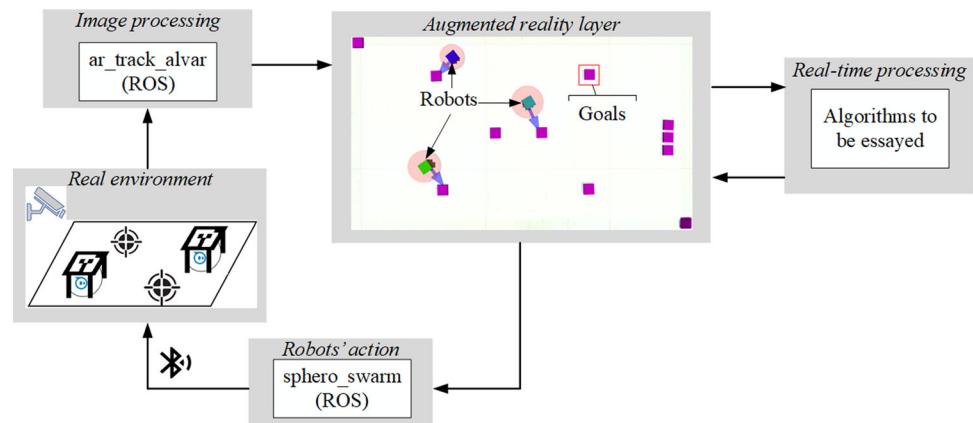 Image processing
ar_track_alvar
(ROS)
Augmented reality layer
Robots
Goals
Real-time processing
Algorithms to
be essayed
Real environment
Robots' action
sphero_swarm
(ROS)